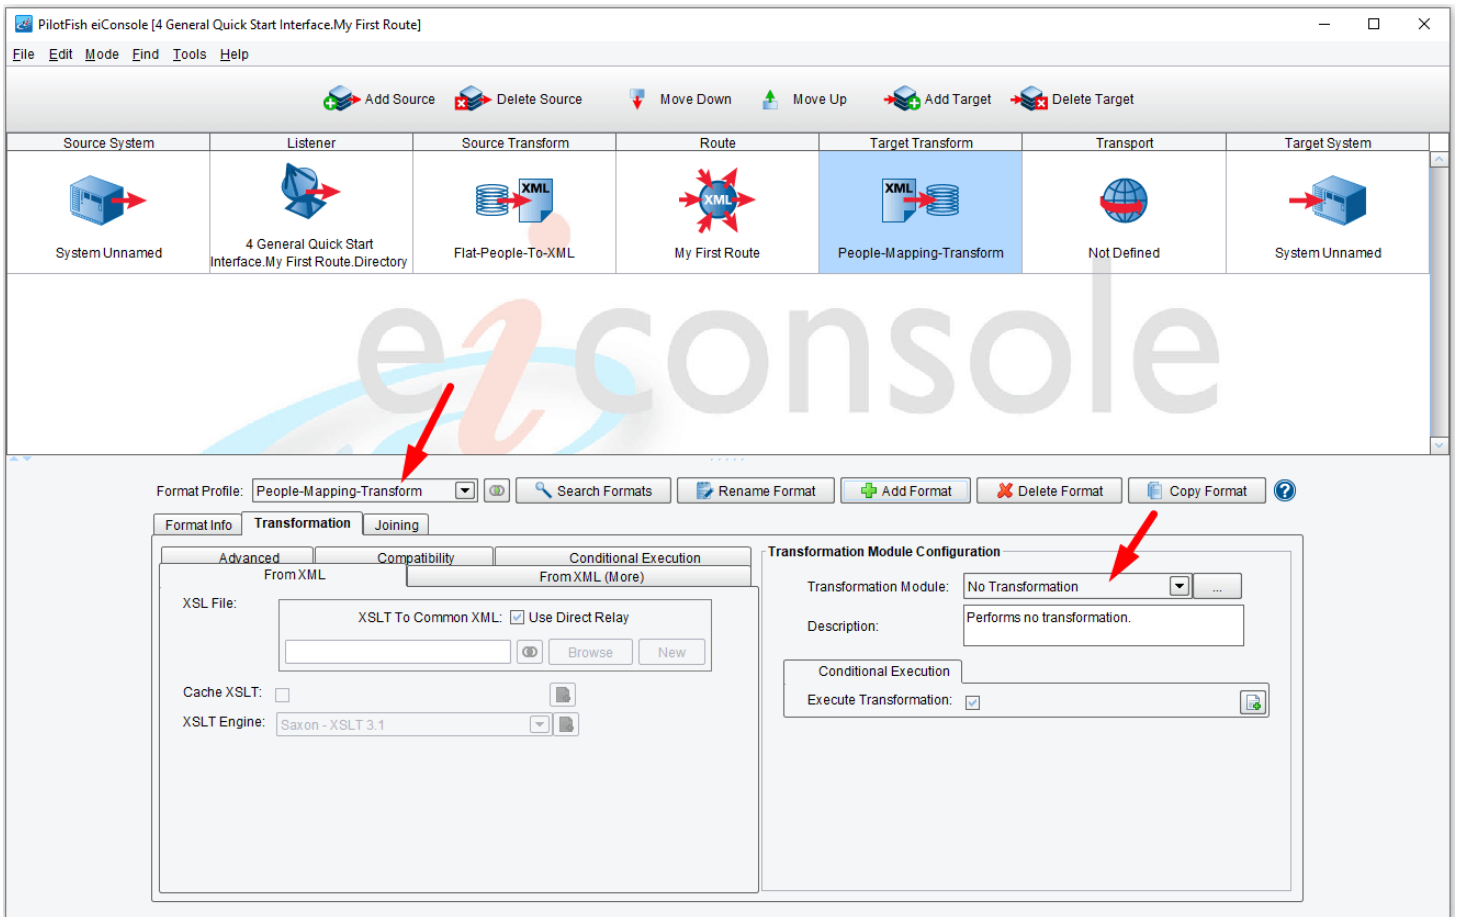 PilotFish eiConsole [4 General Quick Start Interface.My First Route]
File Edit Mode Find Tools Help
Add Source Delete Source Move Down Move Up Add Target Delete Target
Source System Listener Source Transform Route Target Transform Transport Target System
XML XML XML
System Unnamed 4 General Quick Start Flat-People-To-XML My First Route People-Mapping-Transform Not Defined System Unnamed
Interface.My First Route.Directory
eiconsole
Format Profile: People-Mapping-Transform Search Formats Rename Format Add Format Delete Format Copy Format ?
Format Info Transformation Joining
Advanced Compatibility Conditional Execution
From XML From XML (More)
XSL File:
XSLT To Common XML: Use Direct Relay
Browse New
Cache XSLT:
XSLT Engine: Saxon - XSLT 3.1
Transformation Module Configuration
Transformation Module: No Transformation ...
Description: Performs no transformation.
Conditional Execution
Execute Transformation: